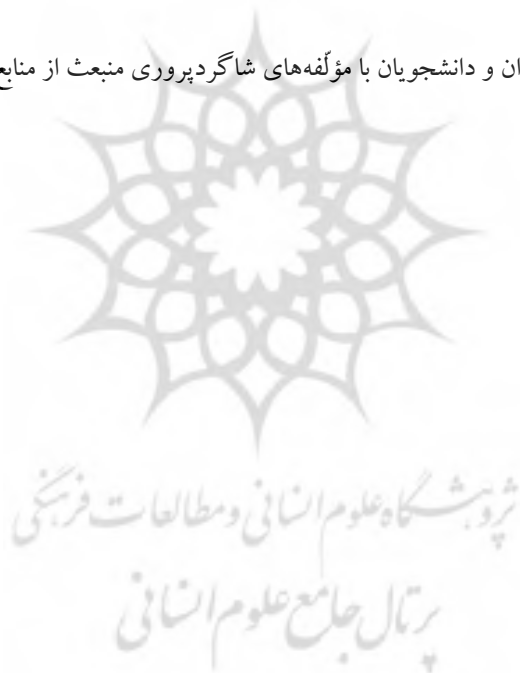 ان و دانشجویان با مؤلّفه‌های شاگردپروری منبعث از منابع
پژوهشگاه علوم انسانی و مطالعات فرهنگی
پرتال جامع علوم انسانی